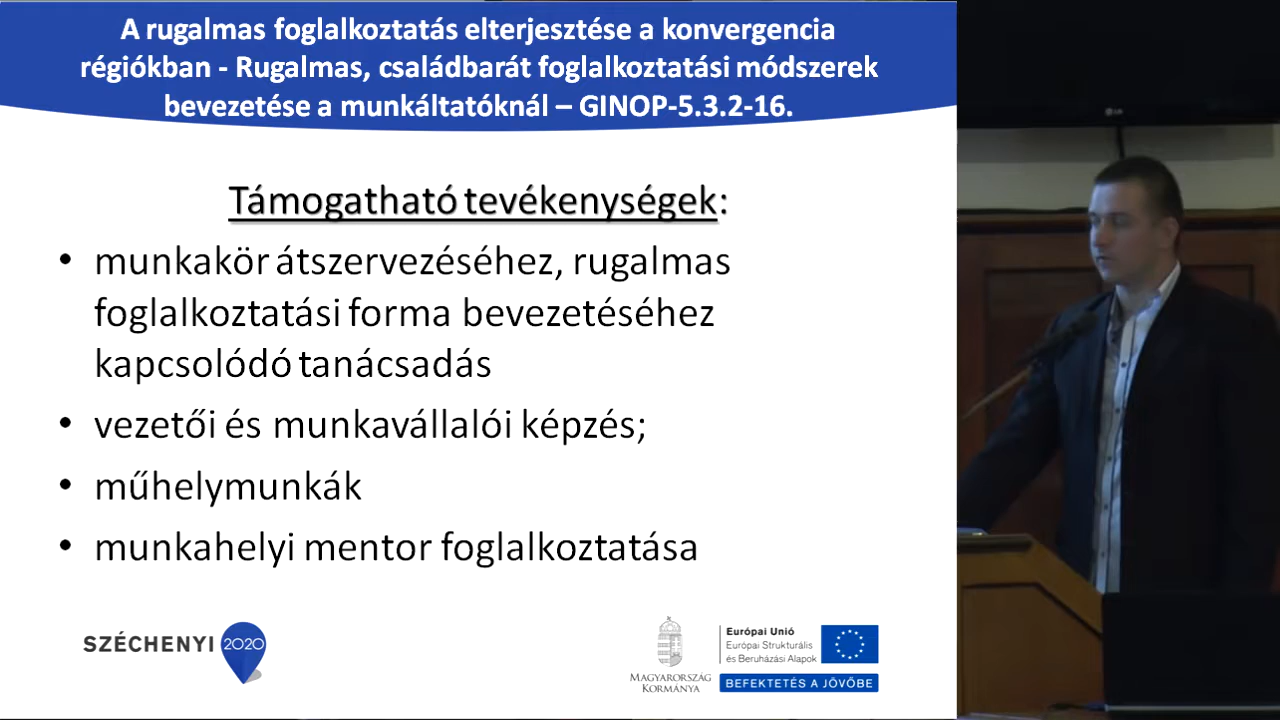 A rugalmas foglalkoztatás elterjesztése a konvergencia
régiókban - Rugalmas, családbarát foglalkoztatási módszerek
bevezetése a munkáltatóknál – GINOP-5.3.2-16.
Támogatható tevékenységek:
• munkakör átszervezéséhez, rugalmas
foglalkoztatási forma bevezetéséhez
kapcsolódó tanácsadás
• vezetői és munkavállalói képzés;
• műhelymunkák
• munkahelyi mentor foglalkoztatása
SZÉCHENYI 2020
MAGYARORSZÁG
KORMÁNYA
Európai Unió
Európai Strukturális
és Beruházási Alapok
BEFEKTETÉS A JÖVŐBE
LG